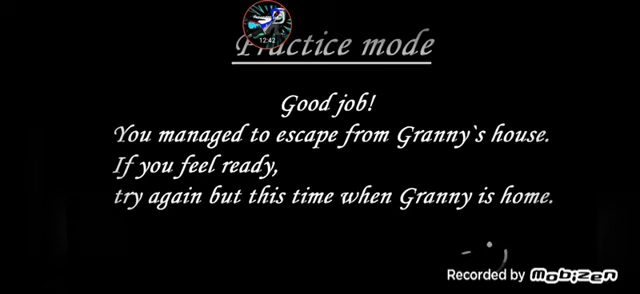 Practice mode
12:42
Good job!
You managed to escape from Granny`s house.
If you feel ready,
try again but this time when Granny is home.
Recorded by Mobizen